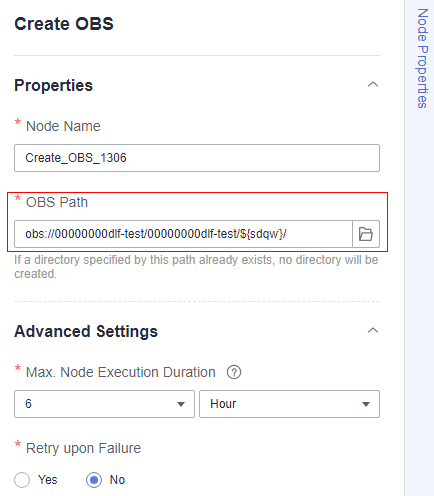 Create OBS
Node Properties
Properties
* Node Name
Create_OBS_1306
* OBS Path
obs://00000000dlf-test/00000000dlf-test/${sdqw}/
If a directory specified by this path already exists, no directory will be
created.
Advanced Settings
* Max. Node Execution Duration ?
6 Hour
* Retry upon Failure
Yes No